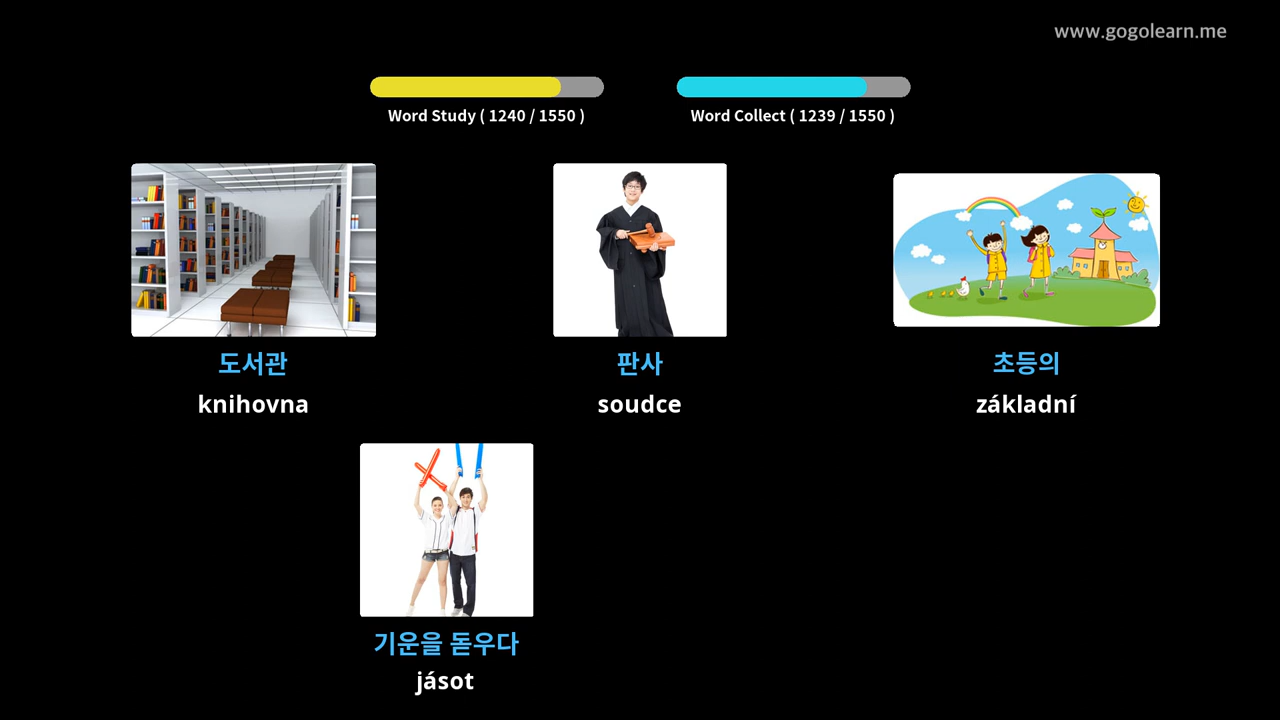 www.gogolearn.me
Word Study ( 1240 / 1550 )
Word Collect ( 1239 / 1550 )
도서관
knihovna
판사
soudce
초등의
základní
기운을 돋우다
jásot